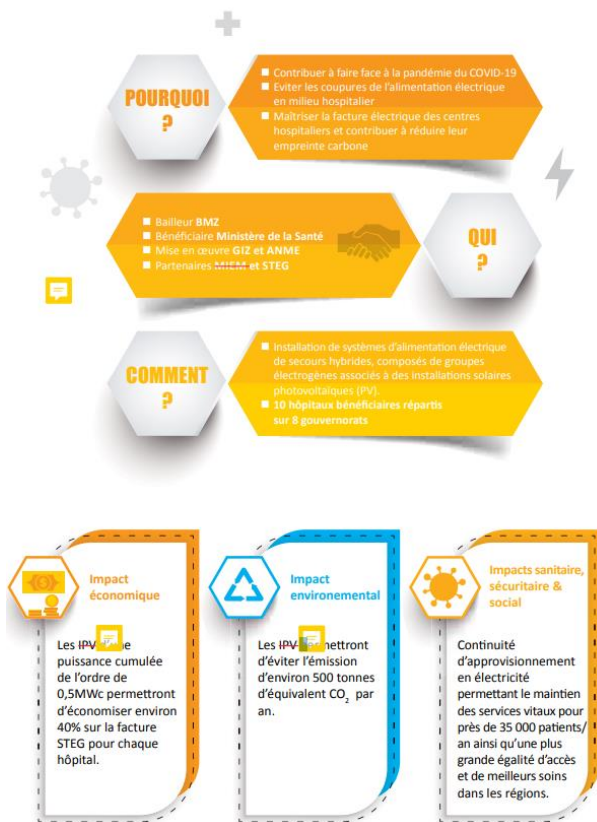 POURQUOI
?
■ Contribuer à faire face à la pandémie du COVID-19
■ Eviter les coupures de l'alimentation électrique
en milieu hospitalier
■ Maîtriser la facture électrique des centres
hospitaliers et contribuer à réduire leur
empreinte carbone
■ Bailleur BMZ
■ Bénéficiaire Ministère de la Santé
■ Mise en œuvre GIZ et ANME
■ Partenaires MIEM et STEG
QUI
?
COMMENT
?
■ Installation de systèmes d'alimentation électrique
de secours hybrides, composés de groupes
électrogènes associés à des installations solaires
photovoltaïques (PV).
■ 10 hôpitaux bénéficiaires répartis
sur 8 gouvernorats
Impact
économique
Les IPV
puissance cumulée
de l'ordre de
0,5MWc permettront
d'économiser environ
40% sur la facture
STEG pour chaque
hôpital.
Impact
environemental
Les IPV
d'éviter l'émission
d'environ 500 tonnes
d'équivalent CO2 par
an.
Impacts sanitaire,
sécuritaire &
social
Continuité
d'approvisionnement
en électricité
permettant le maintien
des services vitaux pour
près de 35 000 patients/
an ainsi qu'une plus
grande égalité d'accès
et de meilleurs soins
dans les régions.